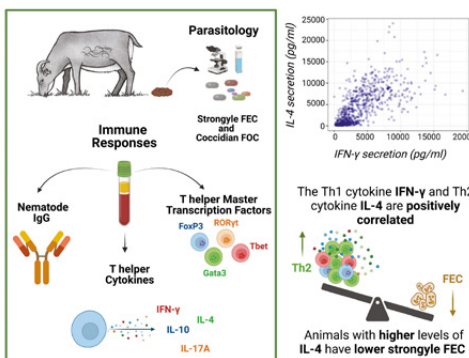 Parasitology
Strongyle FEC
and
Coccidian FOC
Immune
Responses
Nematode
IgG
T helper Master
Transcription Factors
FoxP3
RORγt
Tbet
Gata3
T helper
Cytokines
IFN-γ
IL-4
IL-10
IL-17A
IL-4
secretion (pg/ml)
25000
20000
15000
10000
5000
0
0
5000
10000
15000
20000
IFN-γ secretion (pg/ml)
The Th1 cytokine IFN-γ and Th2
cytokine IL-4 are positively
correlated
Th2
FEC
Animals with higher levels of
IL-4 have lower strongyle FEC